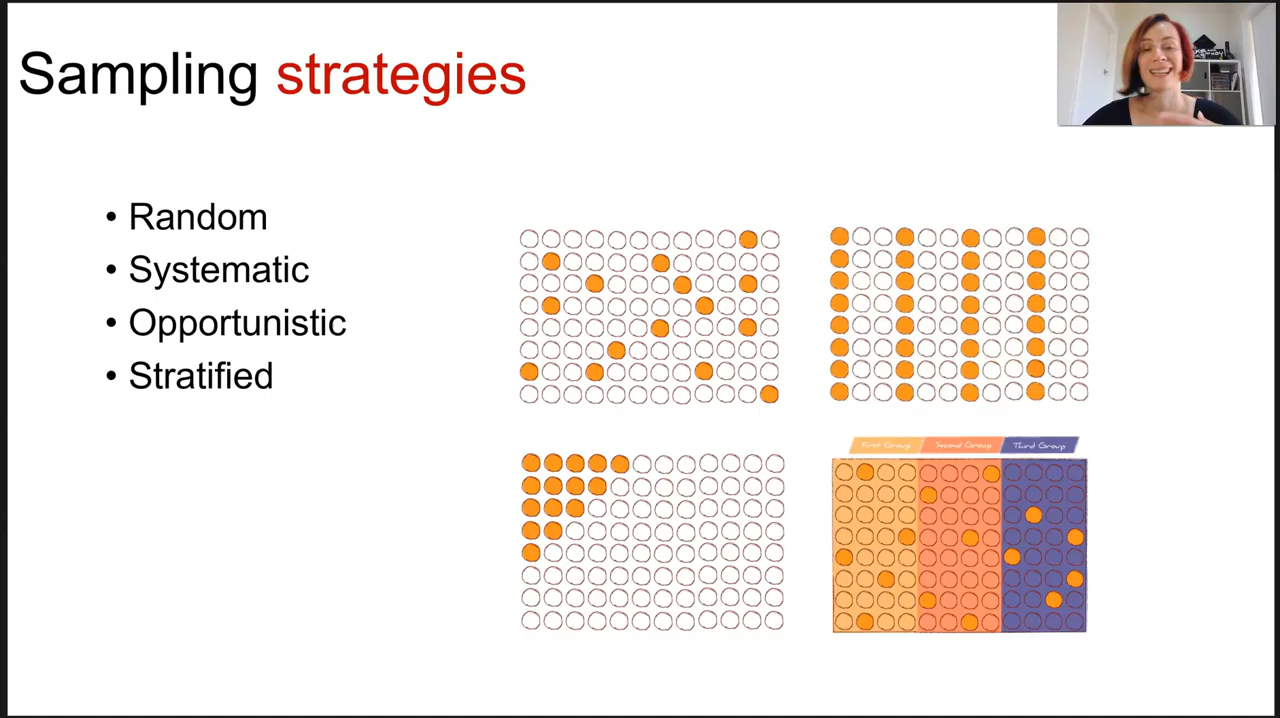 Sampling strategies
• Random
• Systematic
• Opportunistic
• Stratified
First Group
Second Group
Third Group